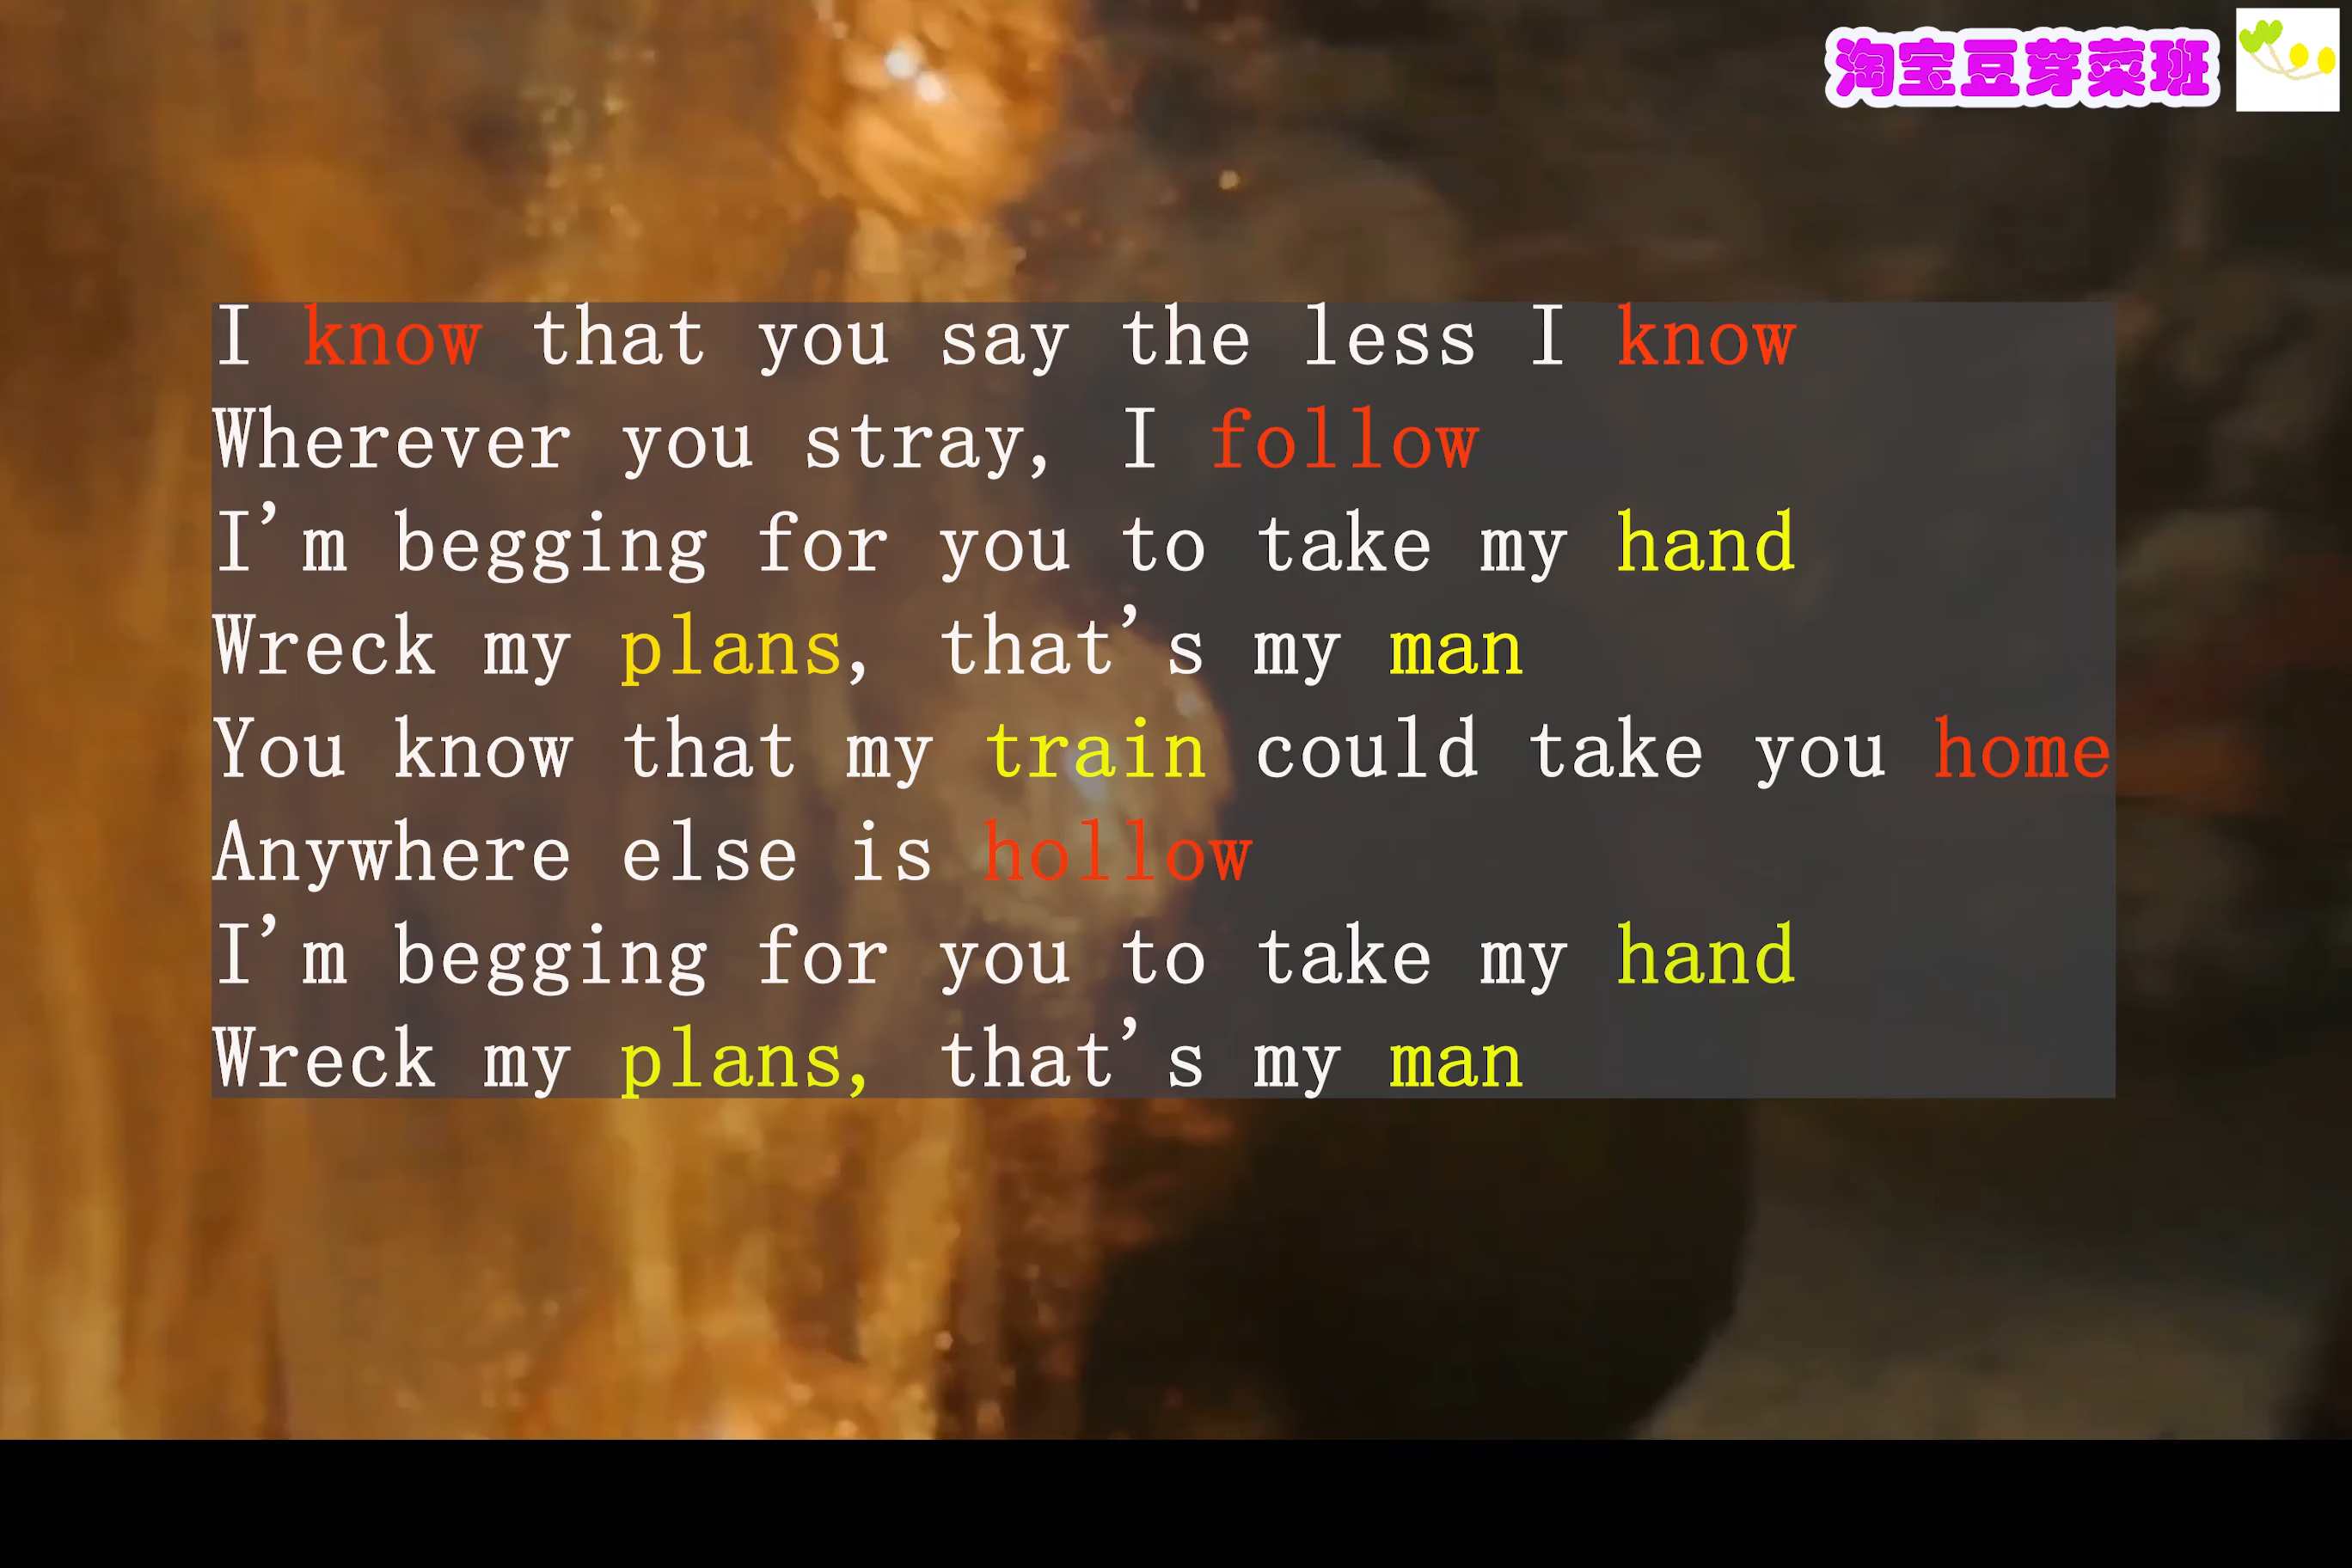 淘宝豆芽菜班
I know that you say the less I know
Wherever you stray, I follow
I'm begging for you to take my hand
Wreck my plans, that's my man
You know that my train could take you home
Anywhere else is hollow
I'm begging for you to take my hand
Wreck my plans, that's my man